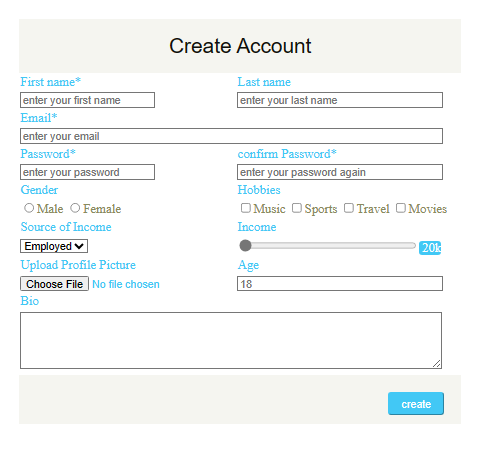 Create Account
First name* Last name
enter your first name enter your last name
Email*
enter your email
Password* confirm Password*
enter your password enter your password again
Gender Hobbies
Male Female Music Sports Travel Movies
Source of Income Income
Employed 20k
Upload Profile Picture Age
Choose File No file chosen 18
Bio
create